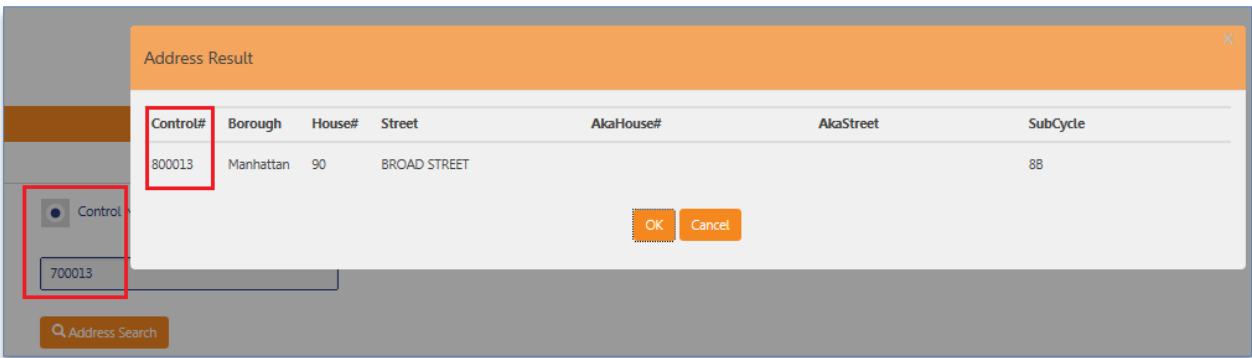 Address Result
x
Control# Borough House# Street AkaHouse# AkaStreet SubCycle
800013 Manhattan 90 BROAD STREET 8B
Control
OK Cancel
700013
Address Search